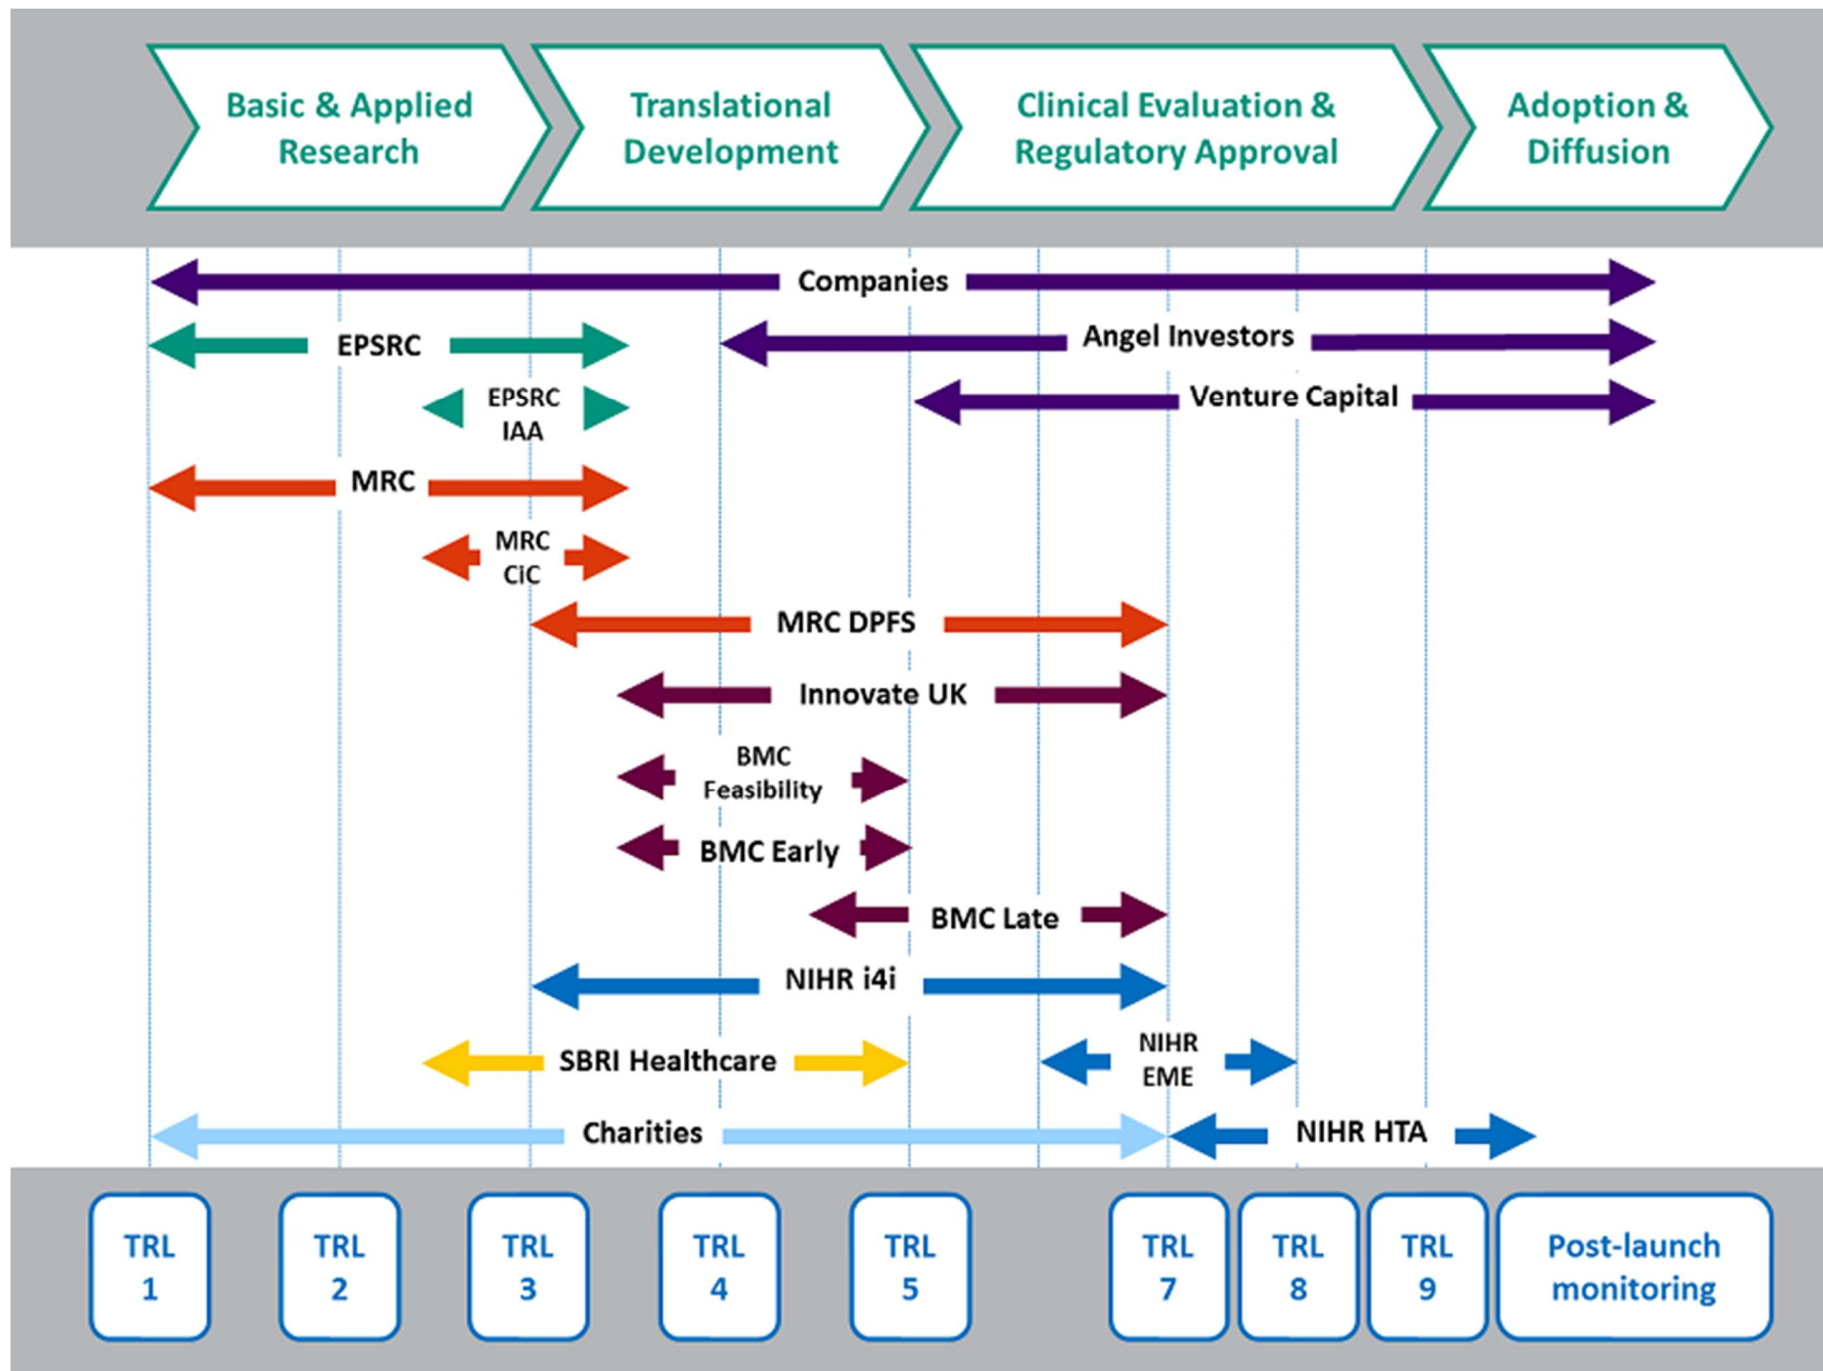 Basic & Applied
Research
Translational
Development
Clinical Evaluation &
Regulatory Approval
Adoption &
Diffusion
Companies
EPSRC
Angel Investors
EPSRC
IAA
Venture Capital
MRC
MRC
CiC
MRC DPFS
Innovate UK
BMC
Feasibility
BMC Early
BMC Late
NIHR i4i
SBRI Healthcare
NIHR
EME
Charities
NIHR HTA
TRL
1
TRL
2
TRL
3
TRL
4
TRL
5
TRL
7
TRL
8
TRL
9
Post-launch
monitoring